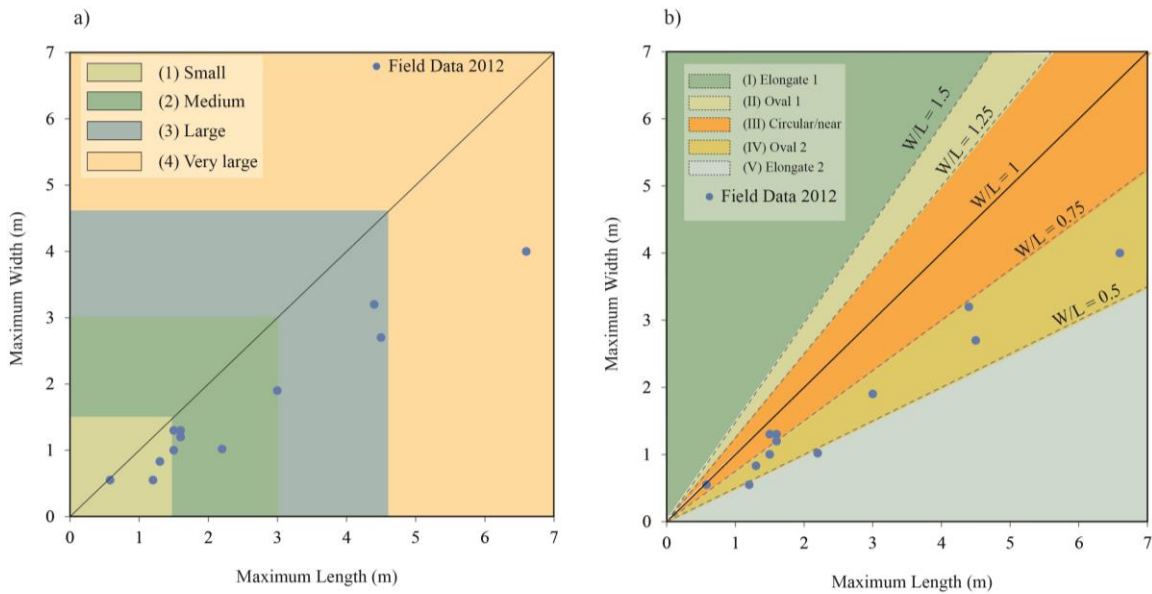 a)
7
6
5
4
3
2
1
0
Maximum Width (m)
(1) Small
(2) Medium
(3) Large
(4) Very large
Field Data 2012
0 1 2 3 4 5 6 7
Maximum Length (m)
b)
7
6
5
4
3
2
1
0
Maximum Width (m)
(I) Elongate 1
(II) Oval 1
(III) Circular/near
(IV) Oval 2
(V) Elongate 2
Field Data 2012
W/L = 1.5
W/L = 1.25
W/L = 1
W/L = 0.75
W/L = 0.5
0 1 2 3 4 5 6 7
Maximum Length (m)